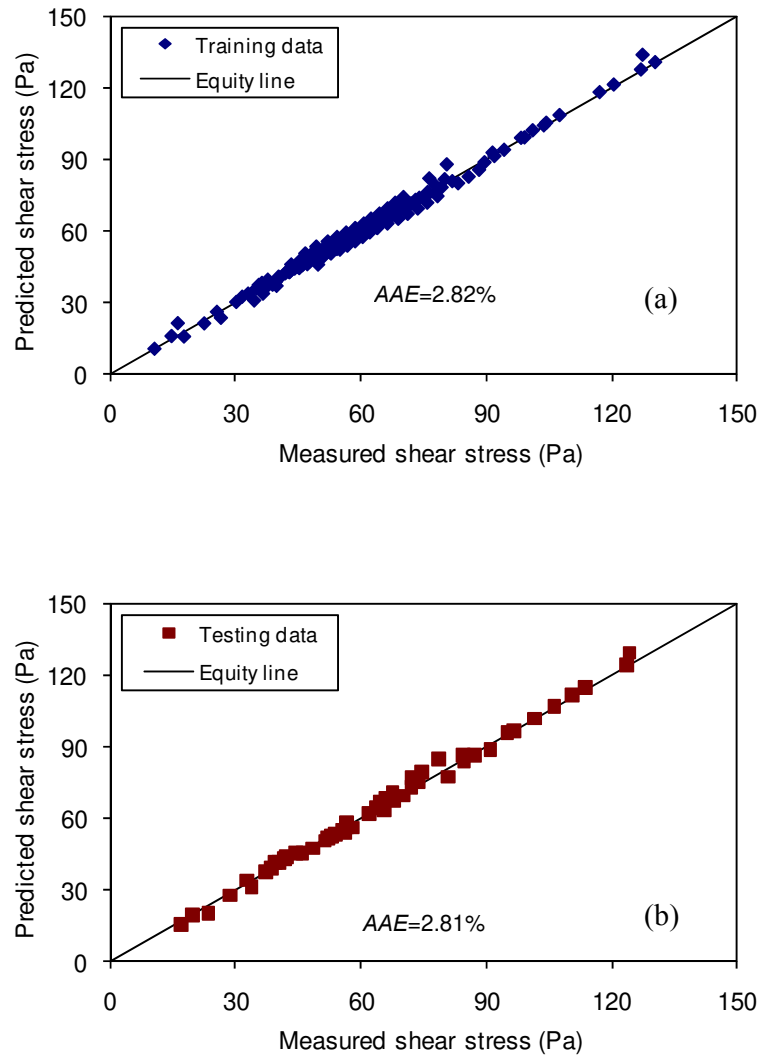 150
120
90
60
30
0
Predicted shear stress (Pa)
Training data
Equity line
AAE=2.82%
(a)
0 30 60 90 120 150
Measured shear stress (Pa)
150
120
90
60
30
0
Predicted shear stress (Pa)
Testing data
Equity line
AAE=2.81%
(b)
0 30 60 90 120 150
Measured shear stress (Pa)